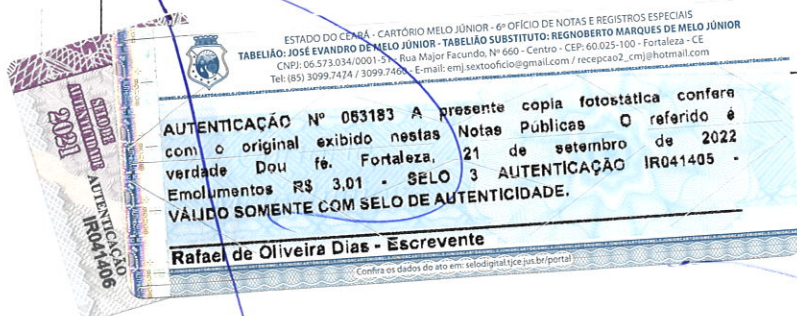 ESTADO DO CEARÁ - CARTÓRIO MELO JÚNIOR - 6º OFÍCIO DE NOTAS E REGISTROS ESPECIAIS
TABELIÃO: JOSÉ EVANDRO DE MELO JÚNIOR - TABELIÃO SUBSTITUTO: REGNOBERTO MARQUES DE MELO JÚNIOR
CNPJ: 06.573.034/0001-51 - Rua Major Facundo, Nº 660 - Centro - CEP: 60.025-100 - Fortaleza - CE
Tel: (85) 3099.7474 / 3099.7460 - E-mail: emj.sextooficio@gmail.com / recepcao2_cmj@hotmail.com
AUTENTICAÇÃO Nº 053183 A presente copia fotostática confere
com o original exibido nestas Notas Públicas O referido é
verdade Dou fé. Fortaleza, 21 de setembro de 2022
Emolumentos R$ 3,01 - SELO 3 AUTENTICAÇÃO IR041405 -
VÁLIDO SOMENTE COM SELO DE AUTENTICIDADE.
Rafael de Oliveira Dias - Escrevente
Confira os dados do ato em: selodigital.tjce.jus.br/portal
SELO DE
AUTENTICIDADE
2021
AUTENTICAÇÃO
IR041406